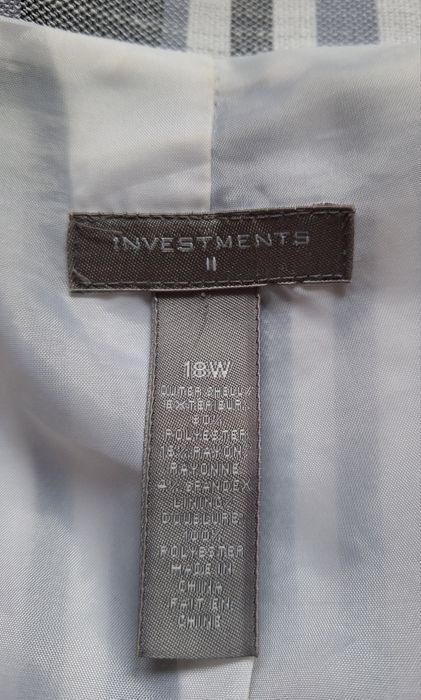 INVESTMENTS
II
18W
OUTER SHELL/
EXTERIEUR:
80%
POLYESTER
16% RAYON/
RAYONNE
4% SPANDEX
LINING/
DOUBLURE:
100%
POLYESTER
MADE IN
CHINA
FAIT EN
CHINE